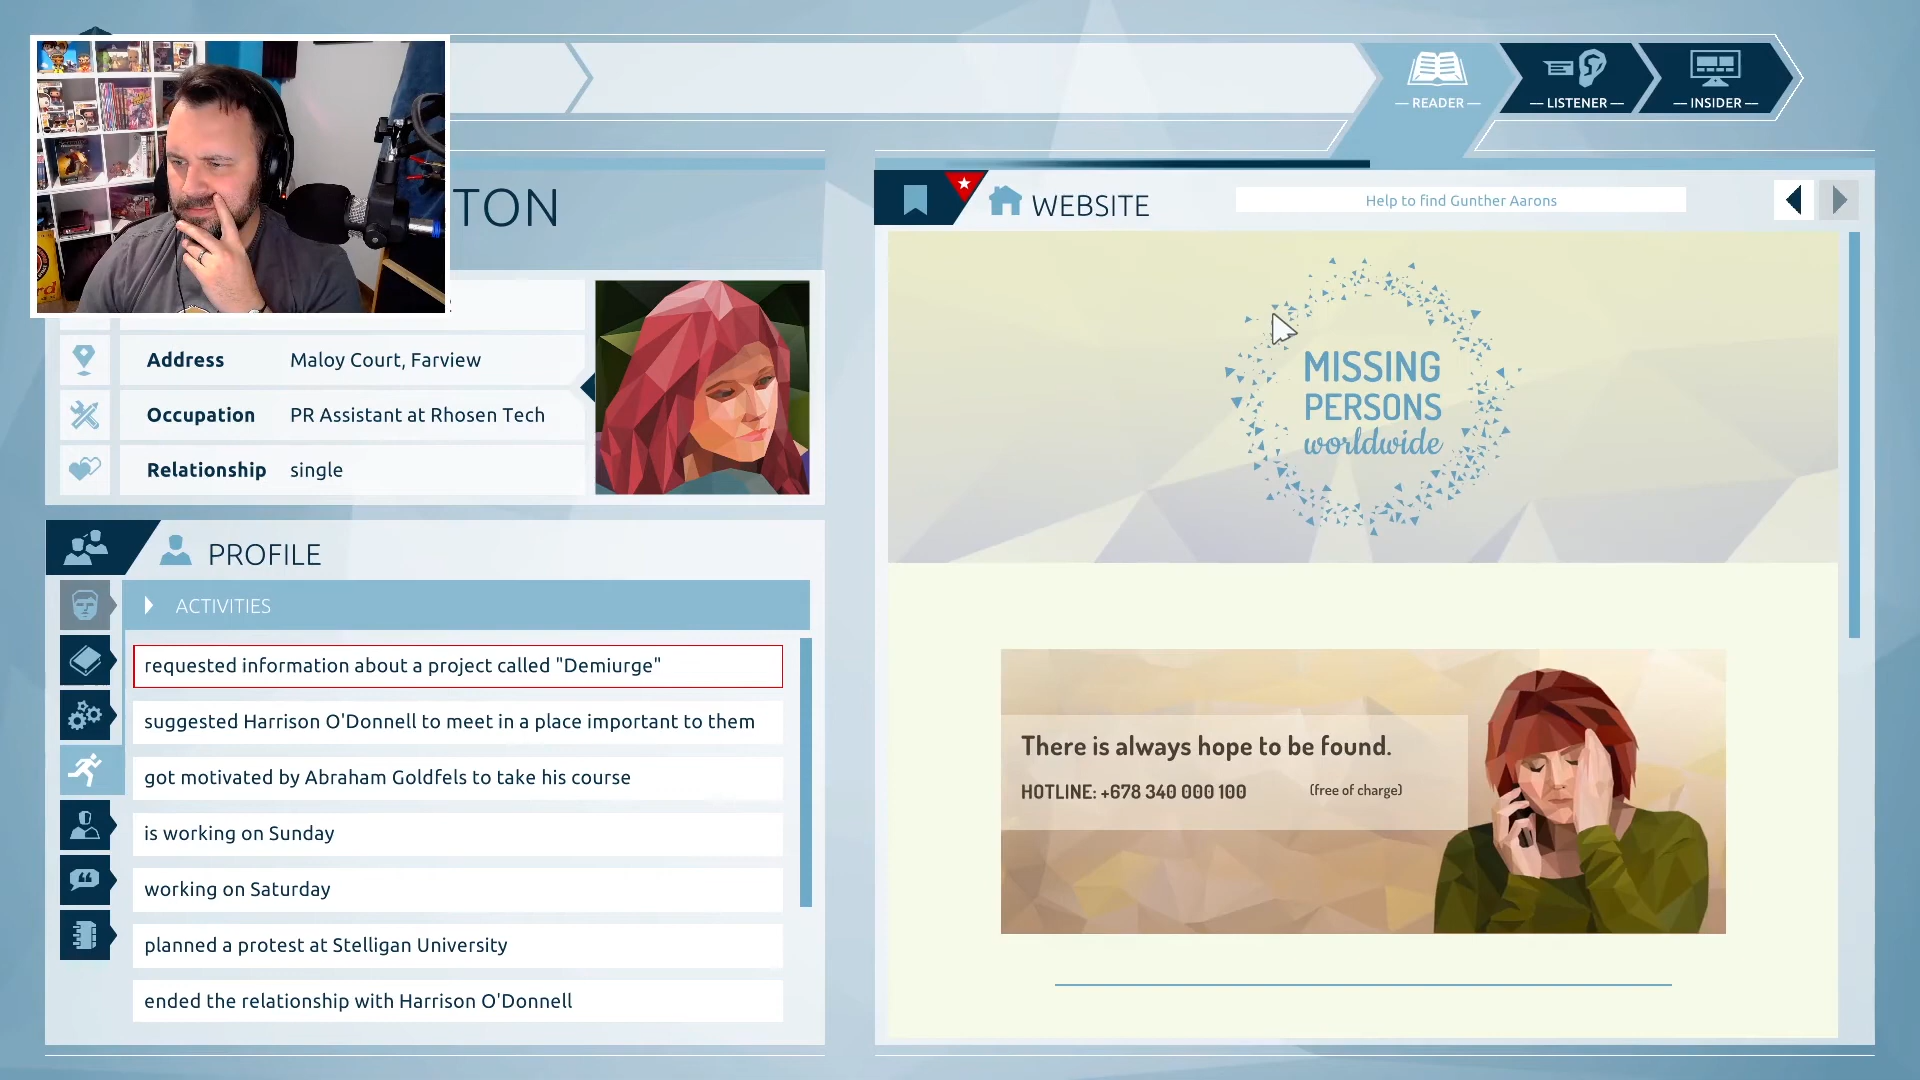 READER
LISTENER
INSIDER
TON
WEBSITE
Help to find Gunther Aarons
Address
Maloy Court, Farview
Occupation
PR Assistant at Rhosen Tech
Relationship
single
PROFILE
ACTIVITIES
requested information about a project called "Demiurge"
suggested Harrison O'Donnell to meet in a place important to them
got motivated by Abraham Goldfels to take his course
is working on Sunday
working on Saturday
planned a protest at Stelligan University
ended the relationship with Harrison O'Donnell
MISSING
PERSONS
worldwide
There is always hope to be found.
HOTLINE: +678 340 000 100
(free of charge)